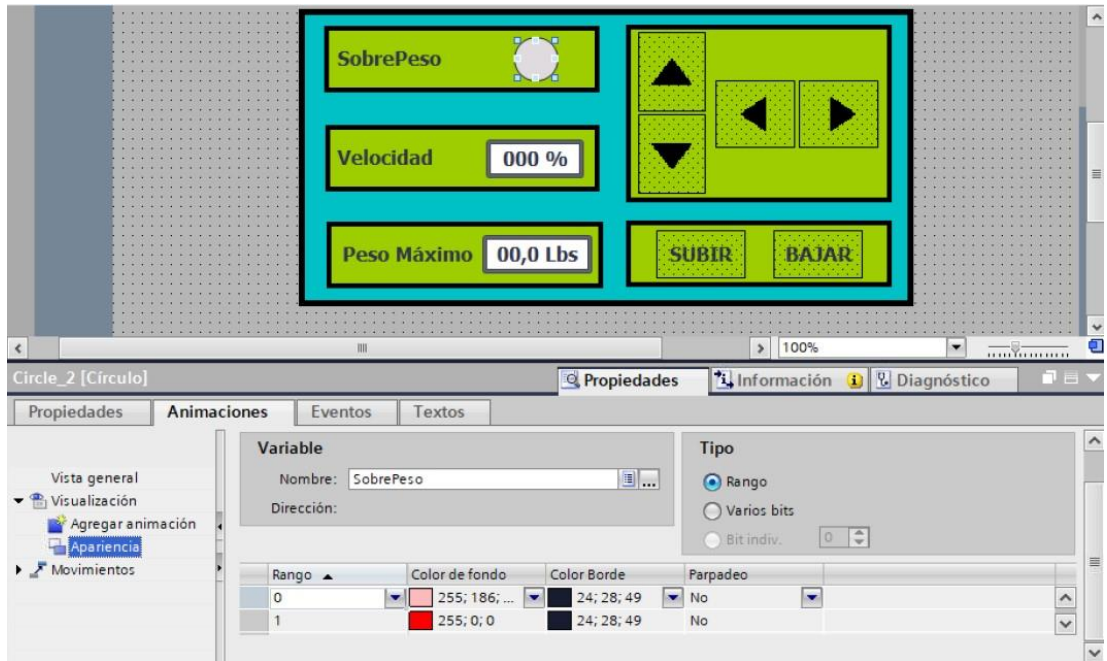 SobrePeso
Velocidad 000 %
Peso Máximo 00,0 Lbs
SUBIR BAJAR
100%
Circle_2 [Círculo]
Propiedades Información Diagnóstico
Propiedades Animaciones Eventos Textos
Vista general
Visualización
Agregar animación
Apariencia
Movimientos
Variable
Nombre: SobrePeso
Dirección:
Tipo
Rango
Varios bits
Bit indiv. 0
Rango Color de fondo Color Borde Parpadeo
0 255; 186; ... 24; 28; 49 No
1 255; 0; 0 24; 28; 49 No